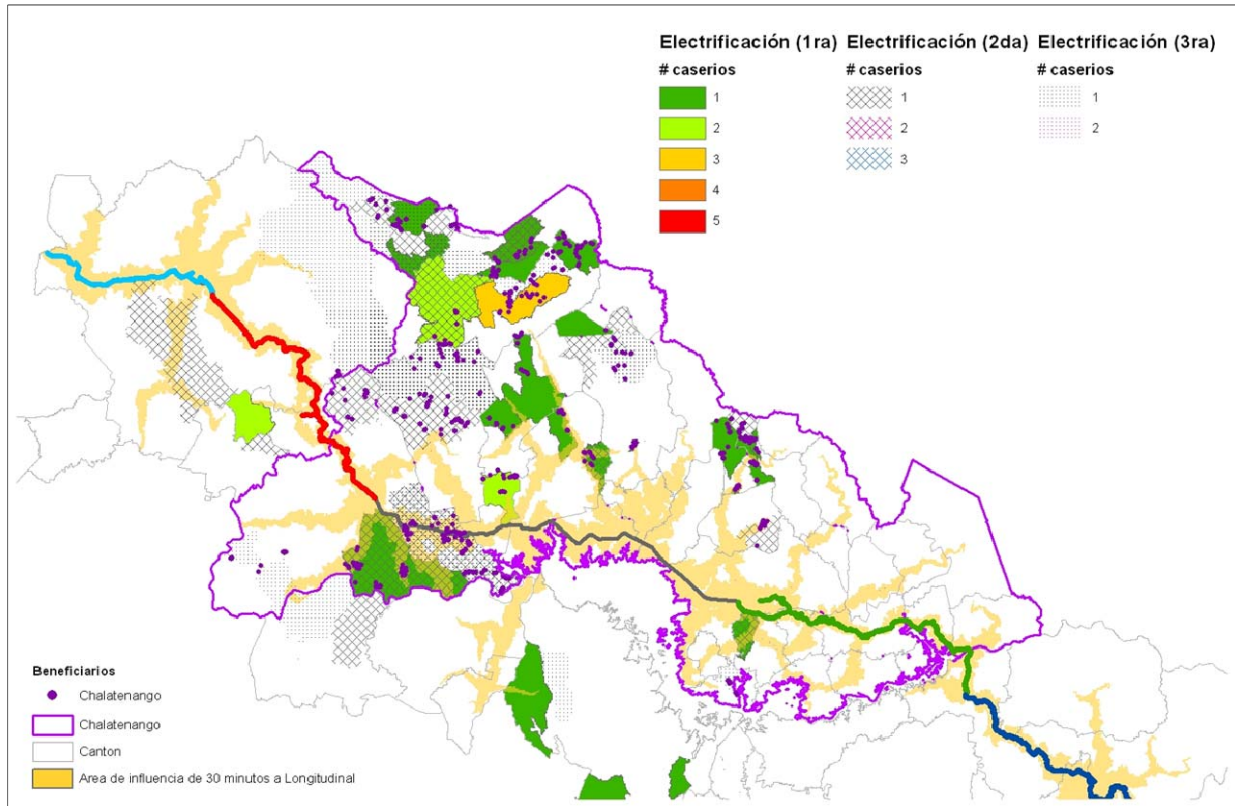 Electrificación (1ra) Electrificación (2da) Electrificación (3ra)
# caserios # caserios # caserios
1 1 1
2 2 2
3 3
4
5
Beneficiarios
Chalatenango
Chalatenango
Canton
Area de influencia de 30 minutos a Longitudinal